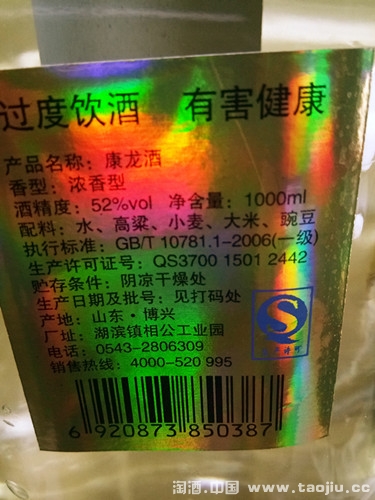 过度饮酒 有害健康
产品名称：康龙酒
香型：浓香型
酒精度：52%vol 净含量：1000ml
配料：水、高粱、小麦、大米、豌豆
执行标准：GB/T 10781.1-2006(一级)
生产许可证号：QS3700 1501 2442
贮存条件：阴凉干燥处
生产日期及批号：见打码处
产地：山东·博兴
厂址：湖滨镇相公工业园
电话：0543-2806309
销售热线：4000-520 995
6 920873 850387
淘酒.中国 www.taojiu.cc